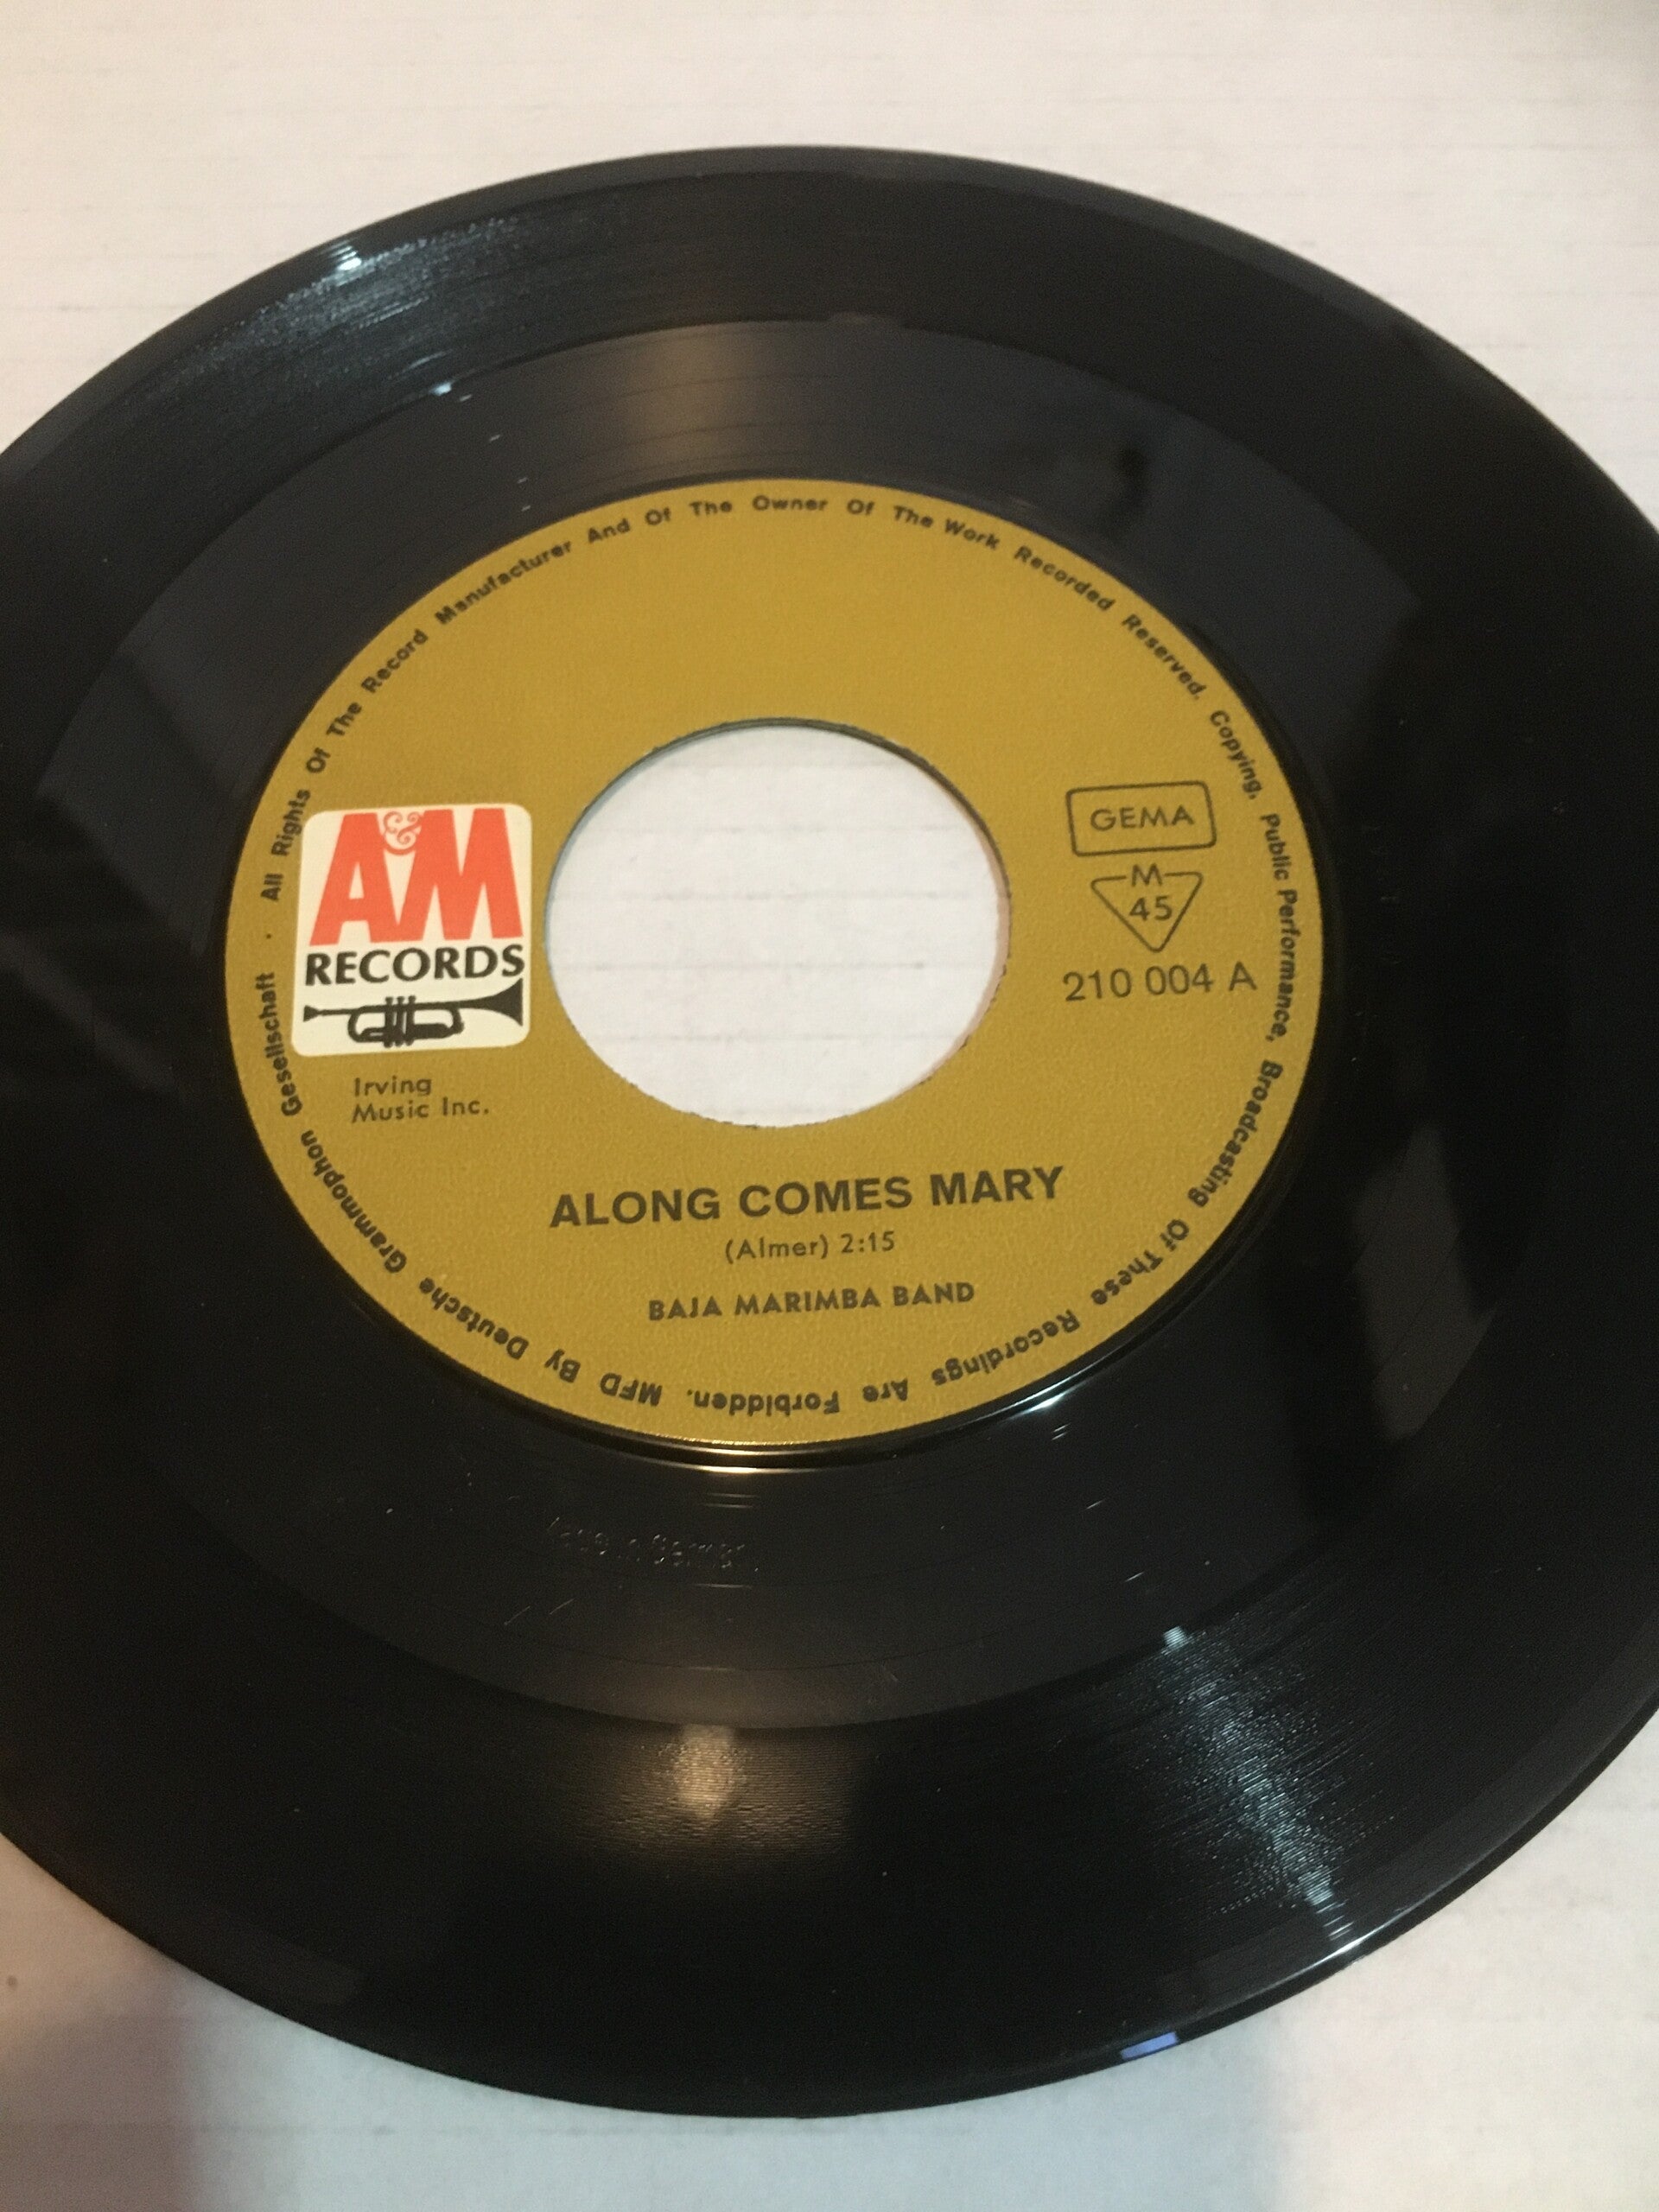 All Rights Of The Record Manufacturer And Of The Owner Of The Work Recorded Reserved. Copying, Public Performance, Broadcasting Of These Recordings Are Forbidden. MFD By Deutsche Grammophon Gesellschaft ·
A&M
RECORDS
Irving
Music Inc.
GEMA
M
45
210 004 A
ALONG COMES MARY
(Almer) 2:15
BAJA MARIMBA BAND